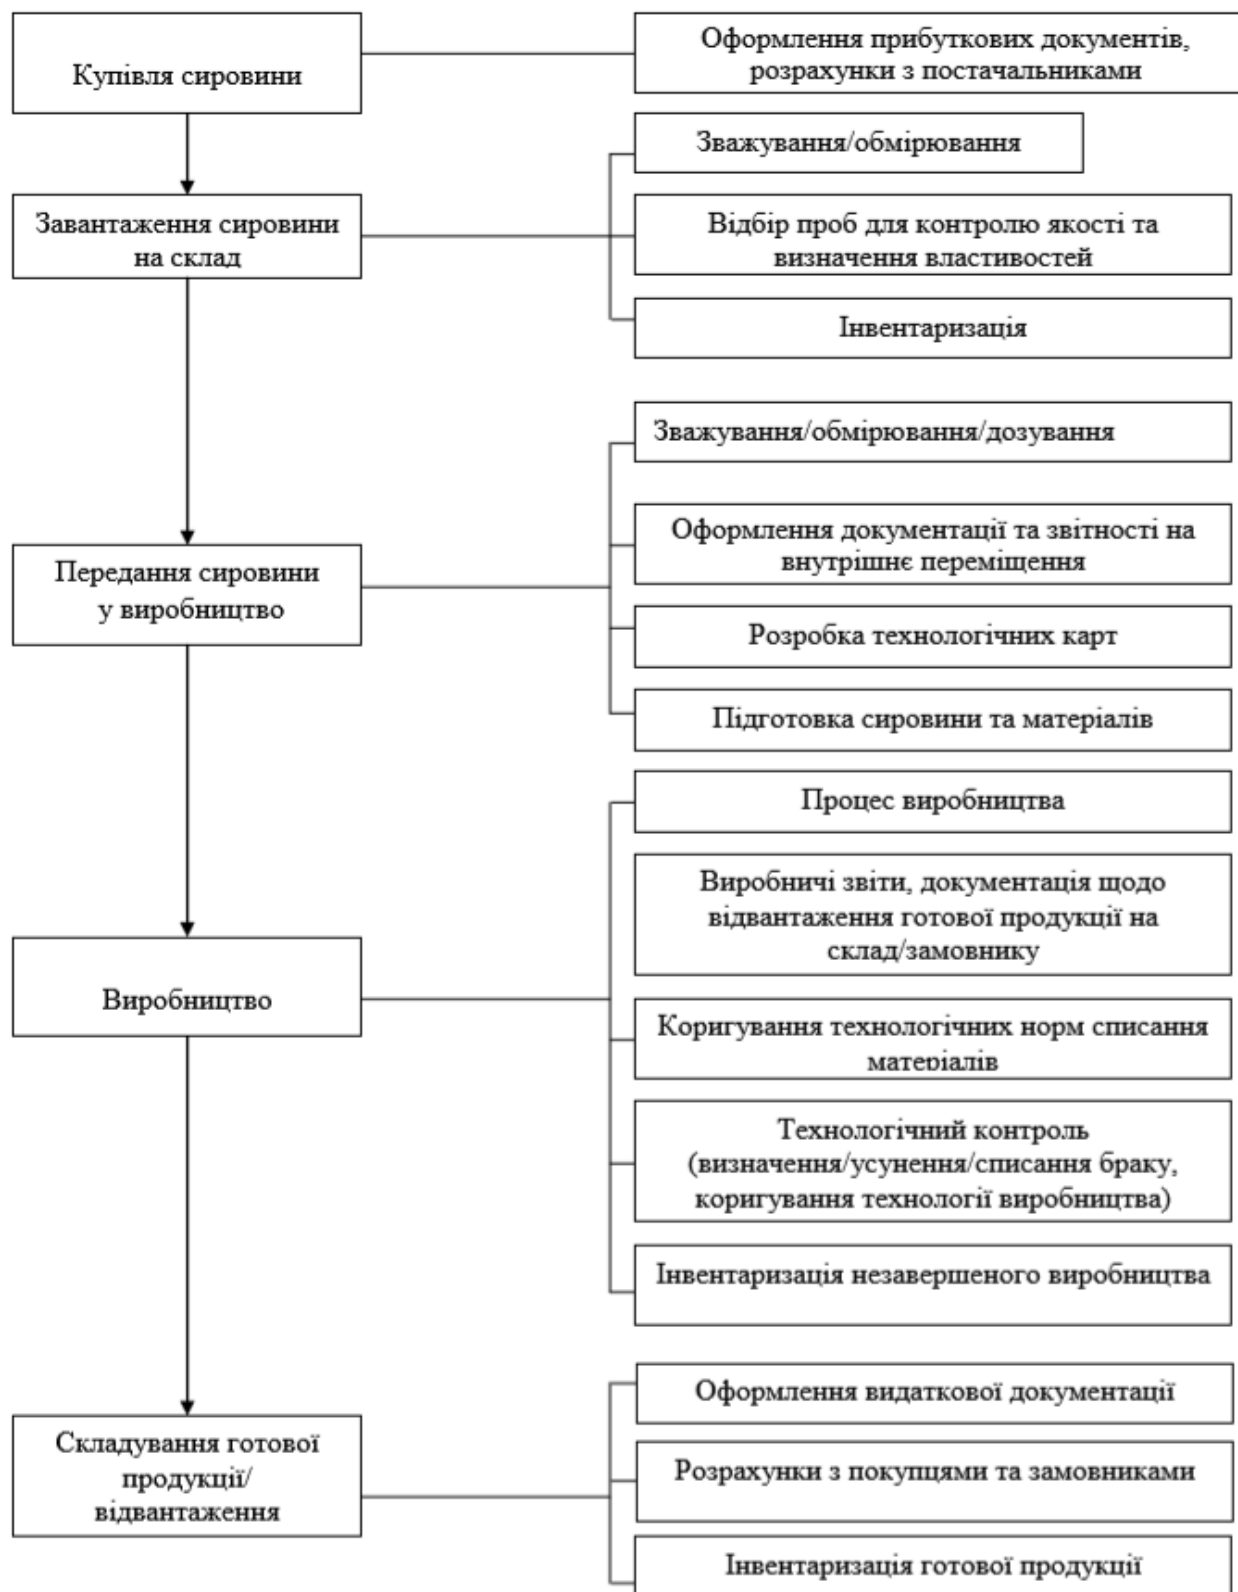 Купівля сировини
Оформлення прибуткових документів,
розрахунки з постачальниками
Завантаження сировини
на склад
Зважування/обмірювання
Відбір проб для контролю якості та
визначення властивостей
Інвентаризація
Передання сировини
у виробництво
Зважування/обмірювання/дозування
Оформлення документації та звітності на
внутрішнє переміщення
Розробка технологічних карт
Підготовка сировини та матеріалів
Виробництво
Процес виробництва
Виробничі звіти, документація щодо
відвантаження готової продукції на
склад/замовнику
Коригування технологічних норм списання
матеріалів
Технологічний контроль
(визначення/усунення/списання браку,
коригування технології виробництва)
Інвентаризація незавершеного виробництва
Складування готової
продукції/
відвантаження
Оформлення видаткової документації
Розрахунки з покупцями та замовниками
Інвентаризація готової продукції